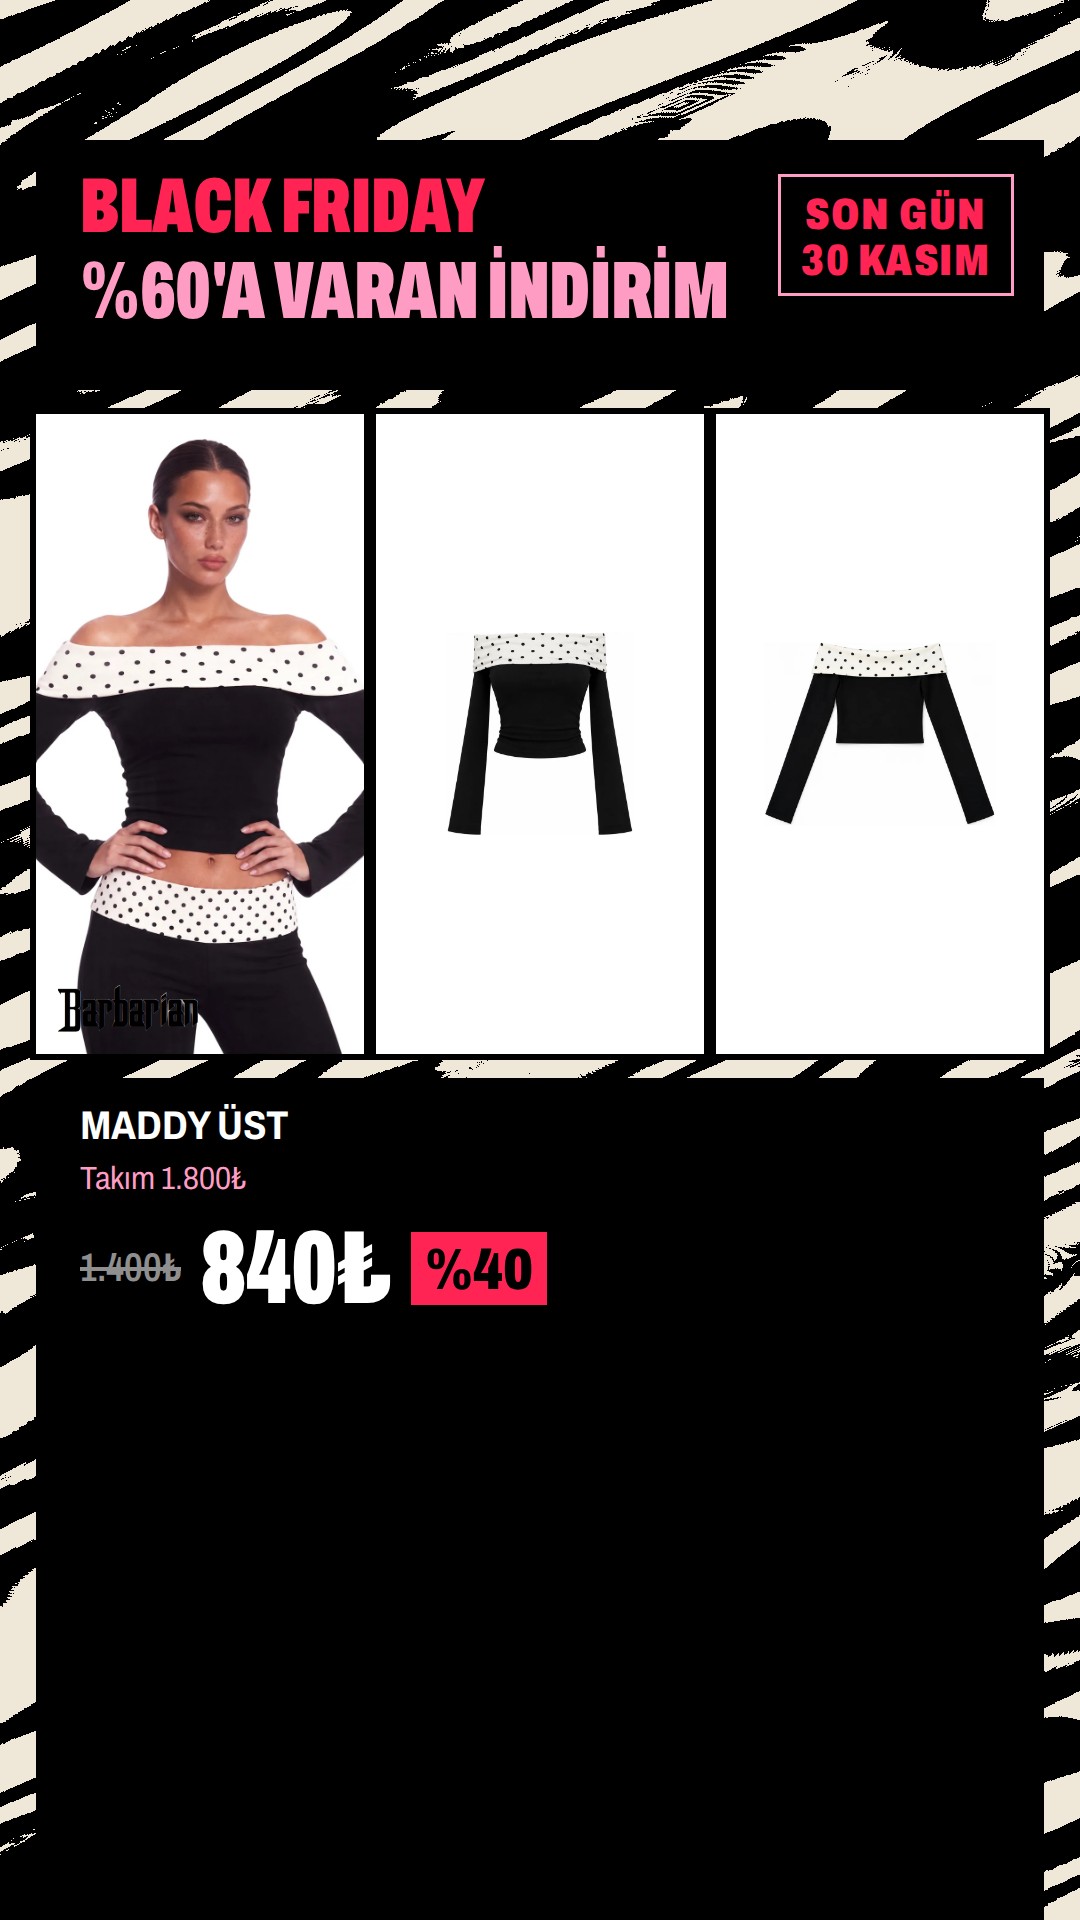 BLACK FRIDAY
%60'A VARAN İNDİRİM
SON GÜN
30 KASIM
Barbarian
MADDY ÜST
Takım 1.800₺
1.400₺ 840₺ %40